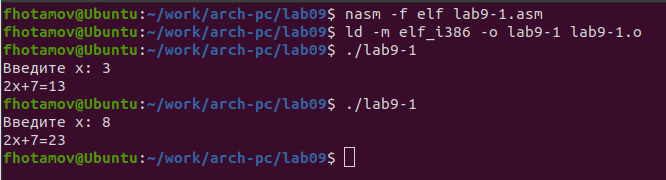 fhotamov@Ubuntu:~/work/arch-pc/lab09$ nasm -f elf lab9-1.asm
fhotamov@Ubuntu:~/work/arch-pc/lab09$ ld -m elf_i386 -o lab9-1 lab9-1.o
fhotamov@Ubuntu:~/work/arch-pc/lab09$ ./lab9-1
Введите x: 3
2x+7=13
fhotamov@Ubuntu:~/work/arch-pc/lab09$ ./lab9-1
Введите x: 8
2x+7=23
fhotamov@Ubuntu:~/work/arch-pc/lab09$